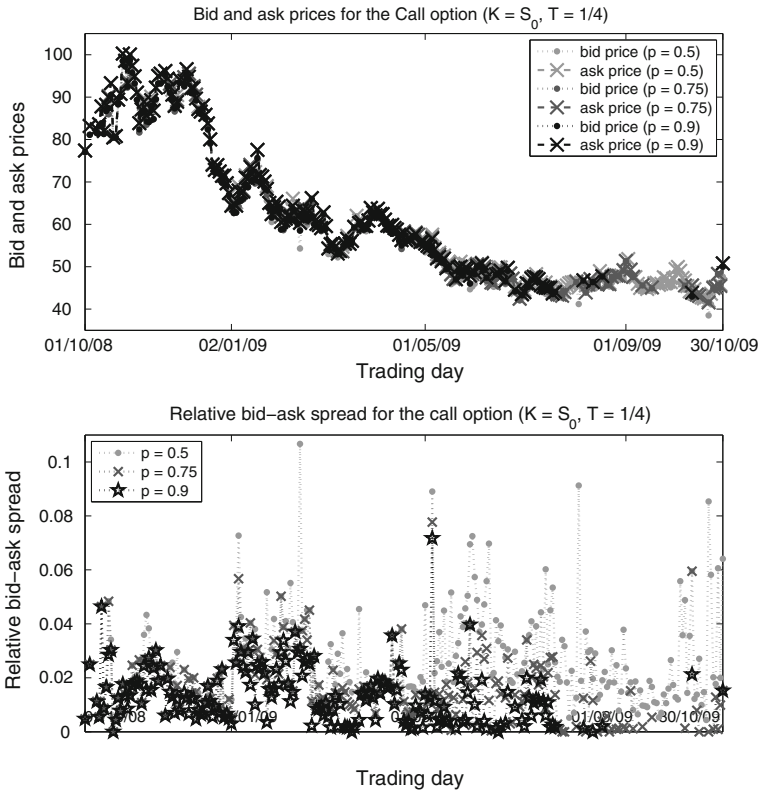 Bid and ask prices for the Call option (K = S0, T = 1/4)
Bid and ask prices
100
90
80
70
60
50
40
bid price (p = 0.5)
ask price (p = 0.5)
bid price (p = 0.75)
ask price (p = 0.75)
bid price (p = 0.9)
ask price (p = 0.9)
01/10/08 02/01/09 01/05/09 01/09/09 30/10/09
Trading day
Relative bid−ask spread for the call option (K = S0, T = 1/4)
Relative bid−ask spread
0.1
0.08
0.06
0.04
0.02
0
p = 0.5
p = 0.75
p = 0.9
30/10/09
Trading day